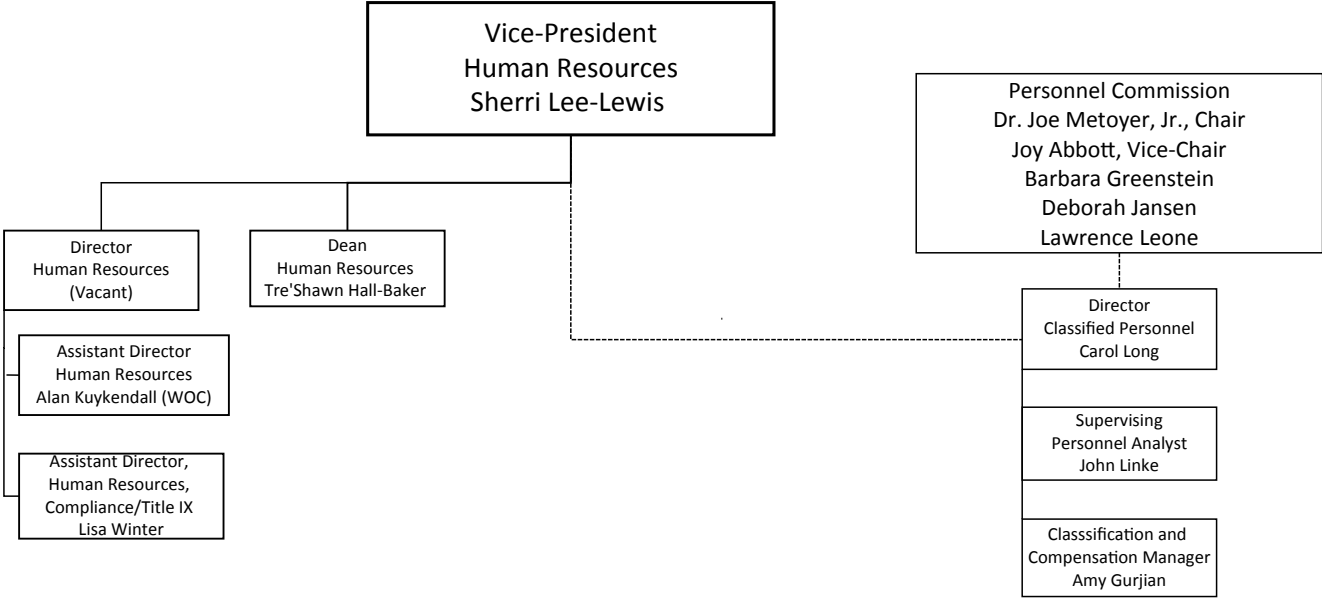 Vice-President
Human Resources
Sherri Lee-Lewis
Personnel Commission
Dr. Joe Metoyer, Jr., Chair
Joy Abbott, Vice-Chair
Barbara Greenstein
Deborah Jansen
Lawrence Leone
Director
Human Resources
(Vacant)
Dean
Human Resources
Tre'Shawn Hall-Baker
Director
Classified Personnel
Carol Long
Assistant Director
Human Resources
Alan Kuykendall (WOC)
Supervising
Personnel Analyst
John Linke
Assistant Director,
Human Resources,
Compliance/Title IX
Lisa Winter
Classsification and
Compensation Manager
Amy Gurjian